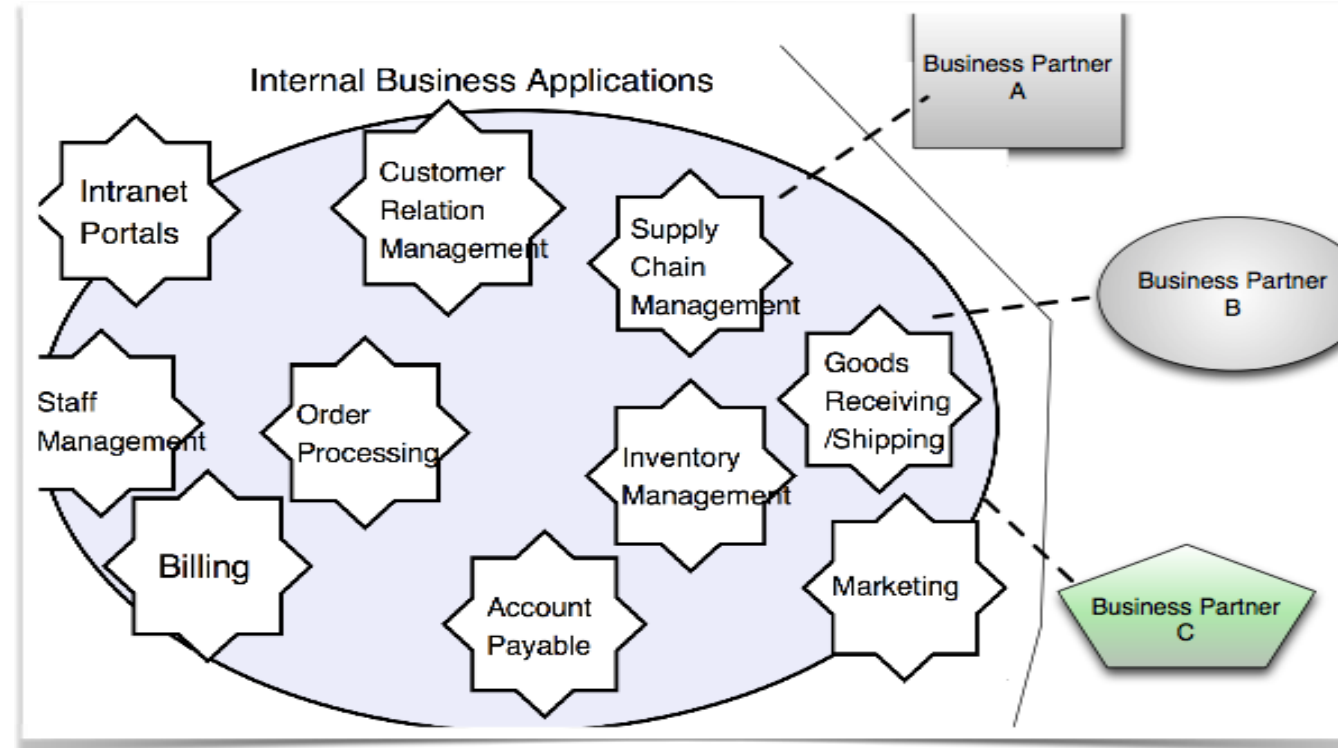 Internal Business Applications
Business Partner
A
Intranet
Portals
Customer
Relation
Management
Supply
Chain
Management
Business Partner
B
Goods
Receiving
/Shipping
Staff
Management
Order
Processing
Inventory
Management
Billing
Account
Payable
Marketing
Business Partner
C